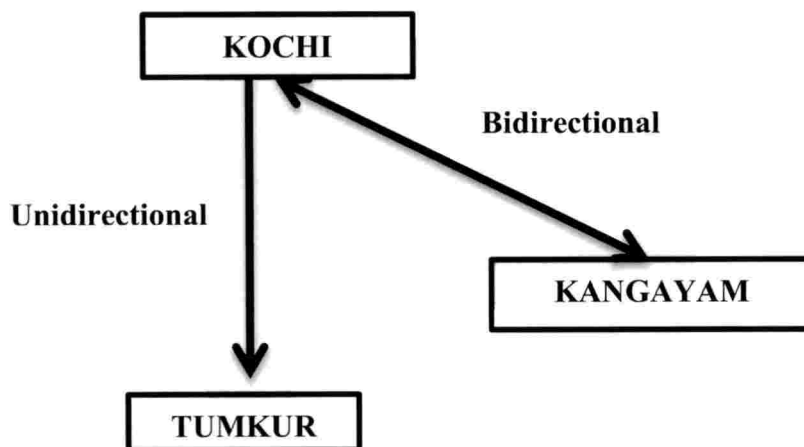 KOCHI
Bidirectional
Unidirectional
KANGAYAM
TUMKUR